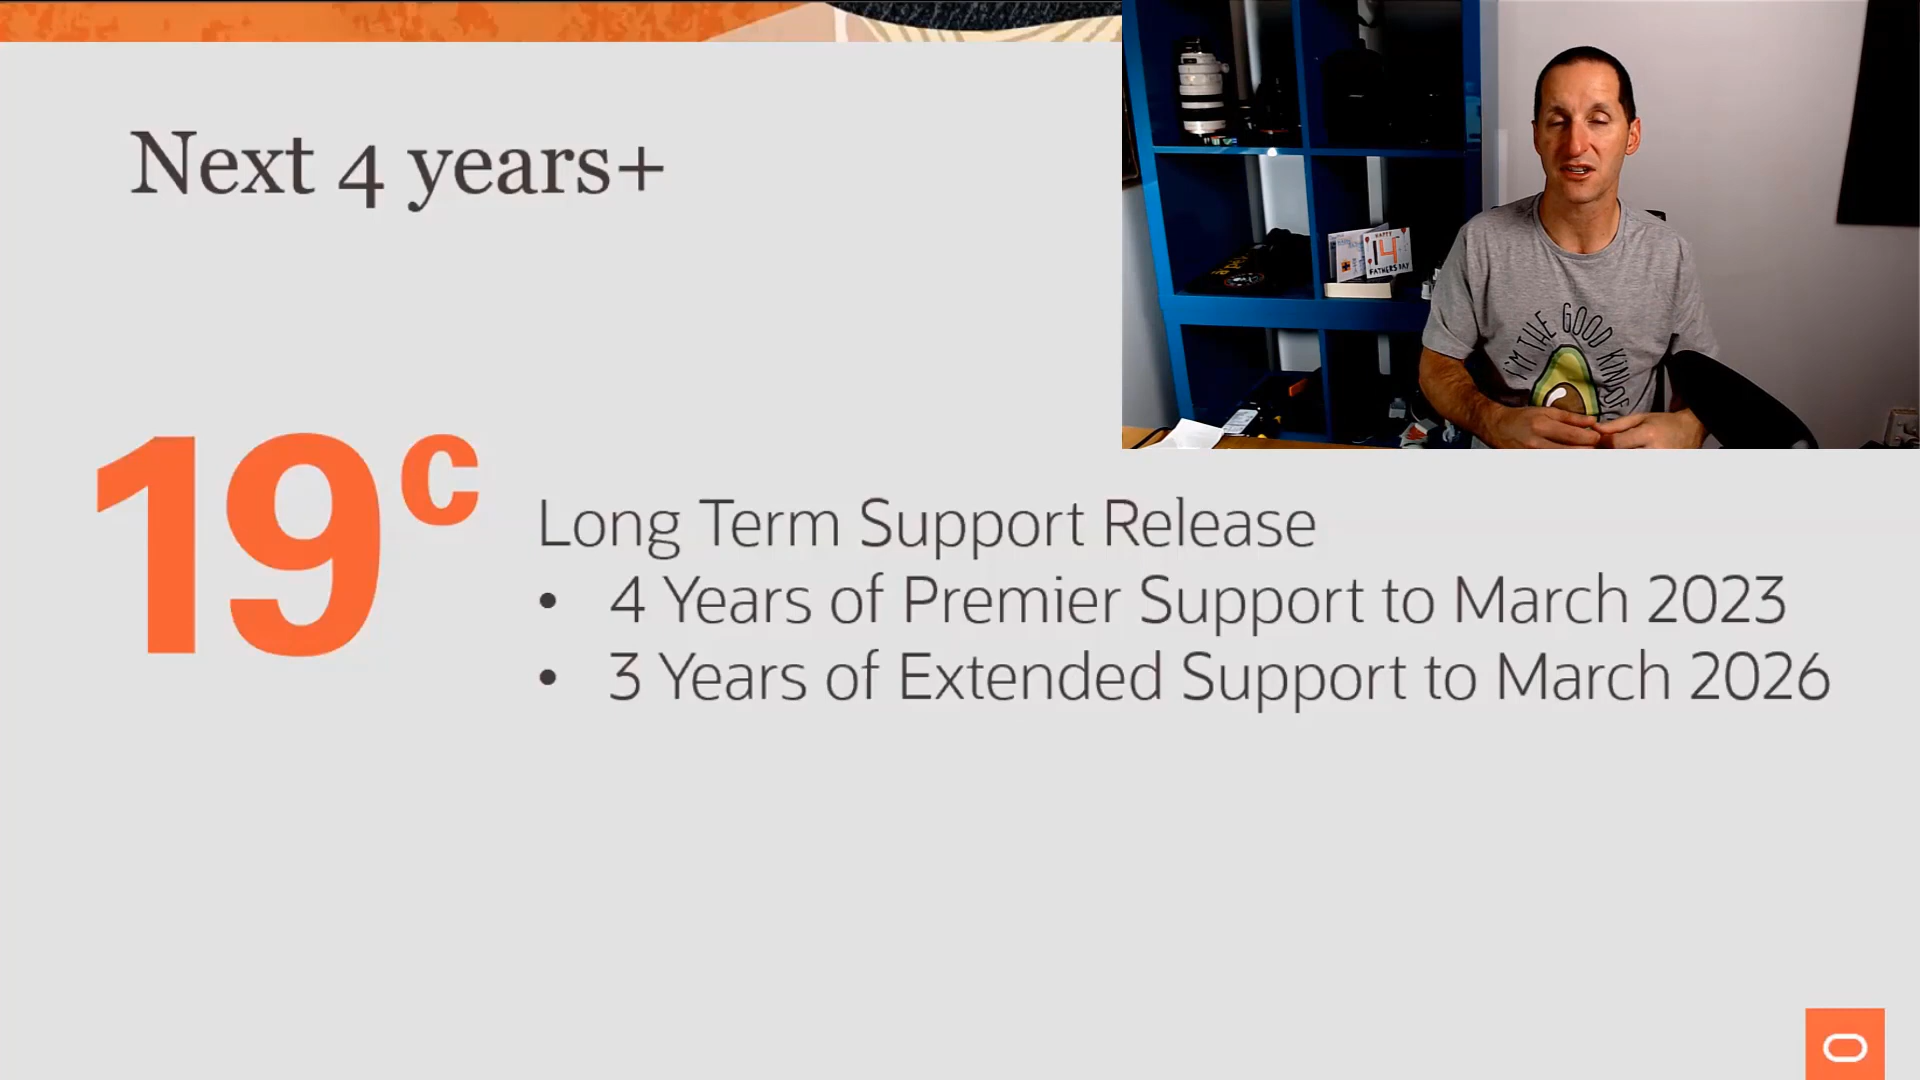 Next 4 years+
19c
Long Term Support Release
• 4 Years of Premier Support to March 2023
• 3 Years of Extended Support to March 2026
HAPPY
14
FATHERS DAY
I'M THE GOOD KIND OF